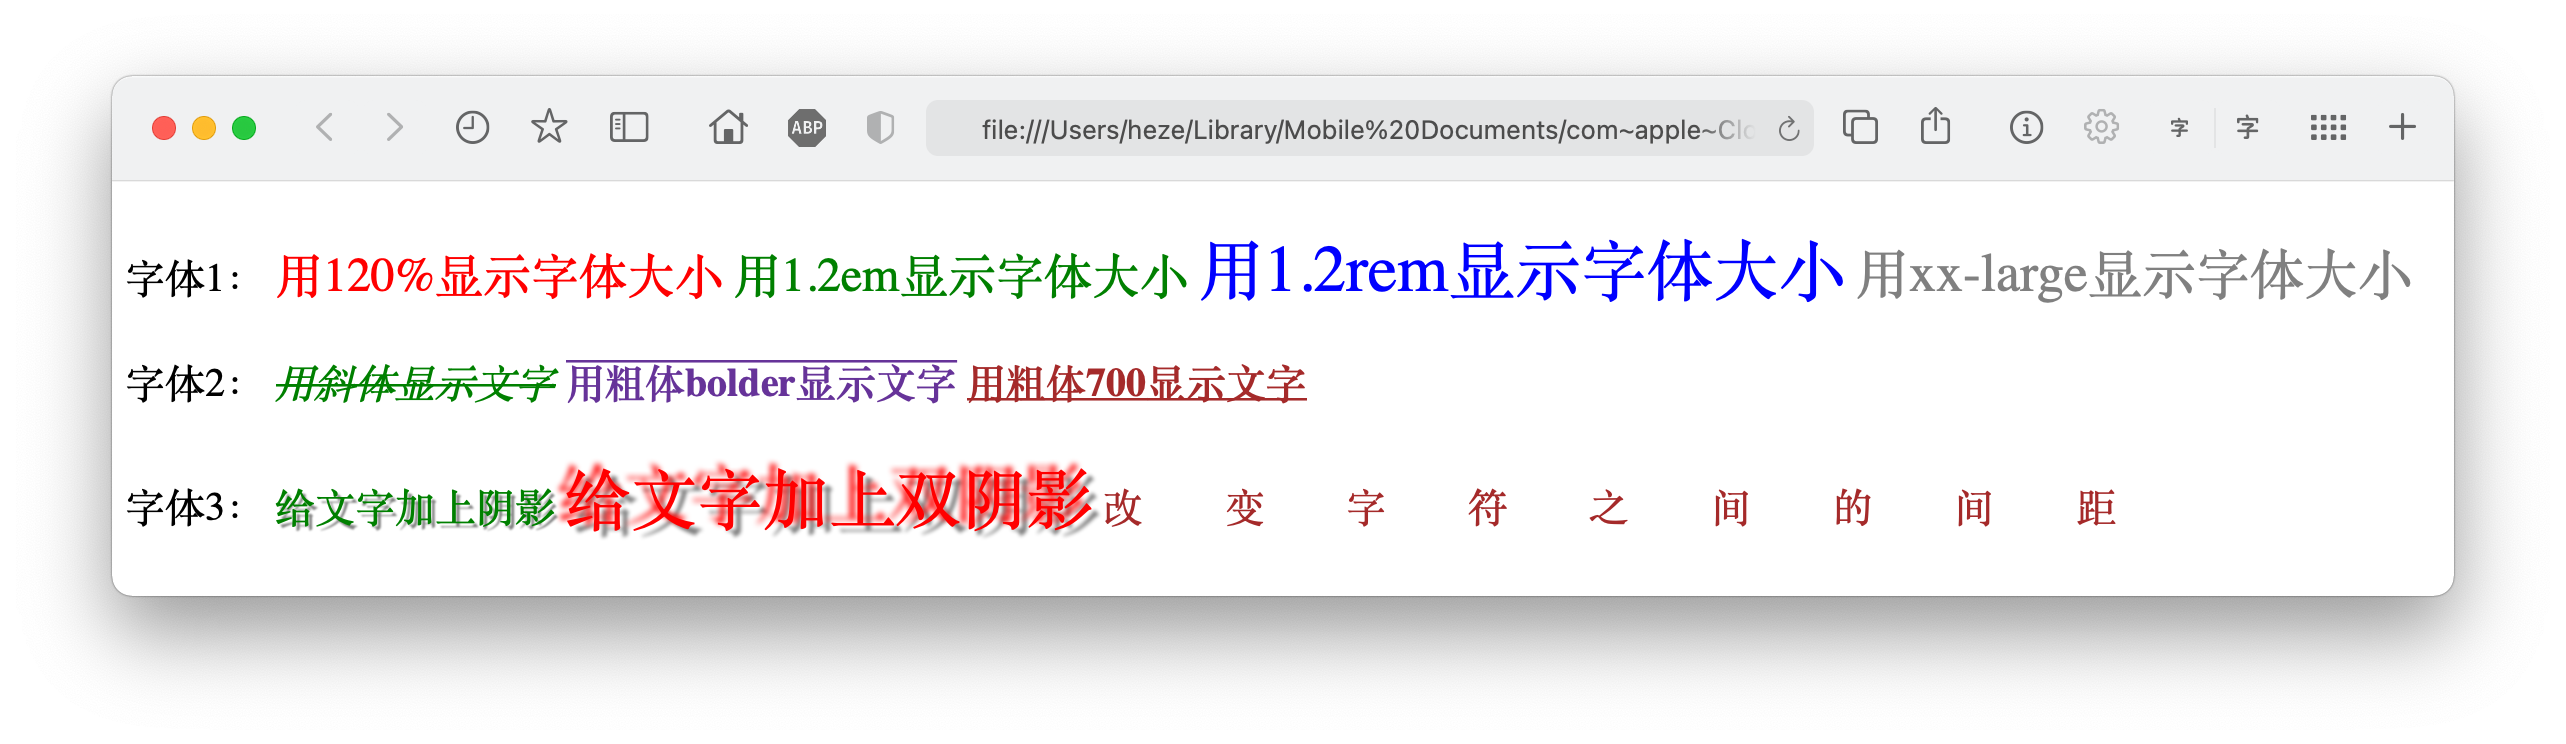 ABP
file:///Users/heze/Library/Mobile%20Documents/com~apple~Clo
字 字
字体1： 用120%显示字体大小 用1.2em显示字体大小 用1.2rem显示字体大小 用xx-large显示字体大小
字体2： 用斜体显示文字 用粗体bolder显示文字 用粗体700显示文字
字体3： 给文字加上阴影 给文字加上双阴影 改变字符之间的间距